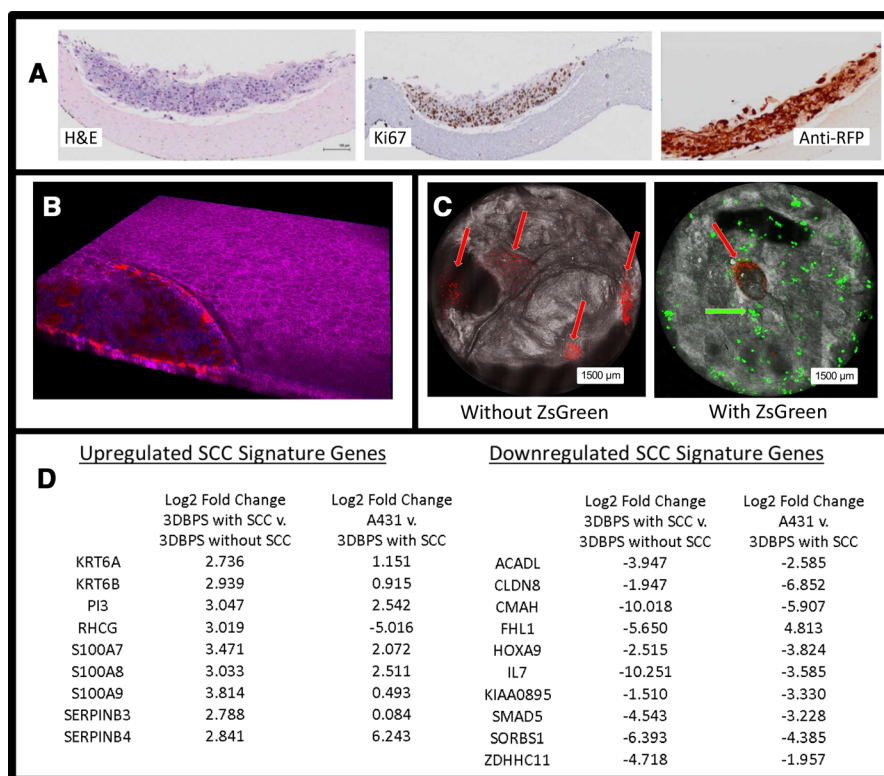 A
H&E
Ki67
Anti-RFP
B
C
1500 µm
1500 µm
Without ZsGreen
With ZsGreen
D
Upregulated SCC Signature Genes
Log2 Fold Change 3DBPS with SCC v. 3DBPS without SCC
Log2 Fold Change A431 v. 3DBPS with SCC
KRT6A 2.736 1.151
KRT6B 2.939 0.915
PI3 3.047 2.542
RHCG 3.019 -5.016
S100A7 3.471 2.072
S100A8 3.033 2.511
S100A9 3.814 0.493
SERPINB3 2.788 0.084
SERPINB4 2.841 6.243
Downregulated SCC Signature Genes
Log2 Fold Change 3DBPS with SCC v. 3DBPS without SCC
Log2 Fold Change A431 v. 3DBPS with SCC
ACADL -3.947 -2.585
CLDN8 -1.947 -6.852
CMAH -10.018 -5.907
FHL1 -5.650 4.813
HOXA9 -2.515 -3.824
IL7 -10.251 -3.585
KIAA0895 -1.510 -3.330
SMAD5 -4.543 -3.228
SORBS1 -6.393 -4.385
ZDHHC11 -4.718 -1.957